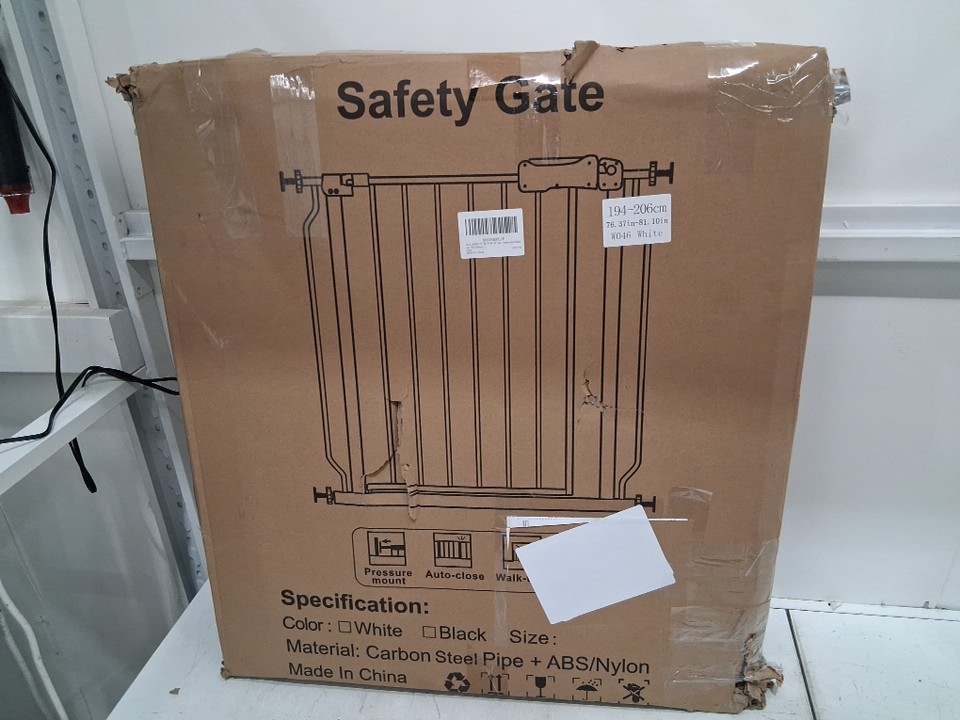 Safety Gate
194-206cm
76.37in-81.10in
W046 White
Pressure
mount
Auto-close
Specification:
Color: White Black Size:
Material: Carbon Steel Pipe + ABS/Nylon
Made In China